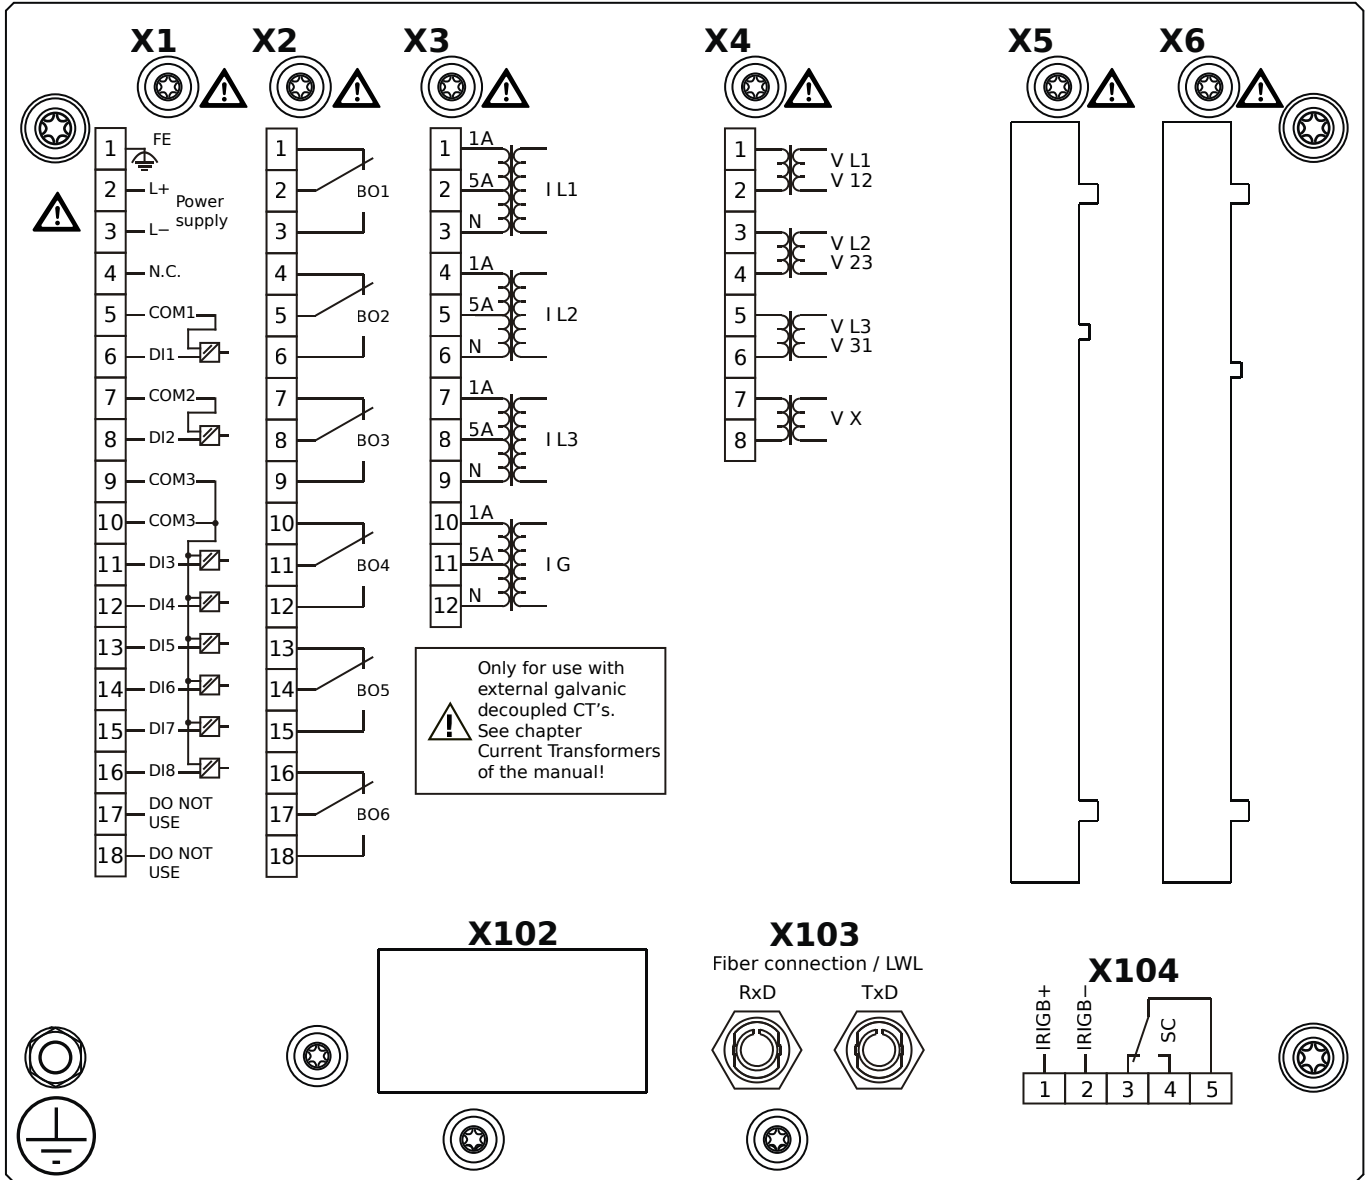 X1
X2
X3
X4
X5
X6
1 FE
2 L+
Power
supply
3 L−
4 N.C.
5 COM1
6 DI1
7 COM2
8 DI2
9 COM3
10 COM3
11 DI3
12 DI4
13 DI5
14 DI6
15 DI7
16 DI8
17 DO NOT
USE
18 DO NOT
USE
1
2 BO1
3
4
5 BO2
6
7
8 BO3
9
10
11 BO4
12
13
14 BO5
15
16
17 BO6
18
1 1A
2 5A I L1
3 N
4 1A
5 5A I L2
6 N
7 1A
8 5A I L3
9 N
10 1A
11 5A I G
12 N
Only for use with
external galvanic
decoupled CT's.
See chapter
Current Transformers
of the manual!
1 V L1
2 V 12
3 V L2
4 V 23
5 V L3
6 V 31
7 V X
8
X102
X103
Fiber connection / LWL
RxD TxD
X104
IRIGB+
IRIGB−
SC
1 2 3 4 5